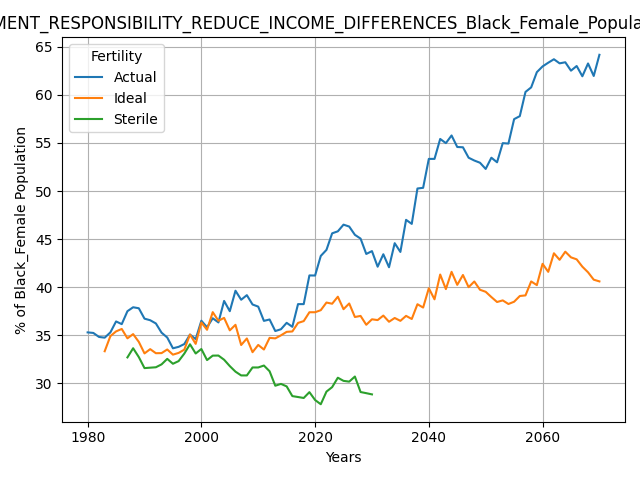 MENT_RESPONSIBILITY_REDUCE_INCOME_DIFFERENCES_Black_Female_Popula
Fertility
Actual
Ideal
Sterile
65
60
55
50
45
40
35
30
% of Black_Female Population
1980 2000 2020 2040 2060
Years